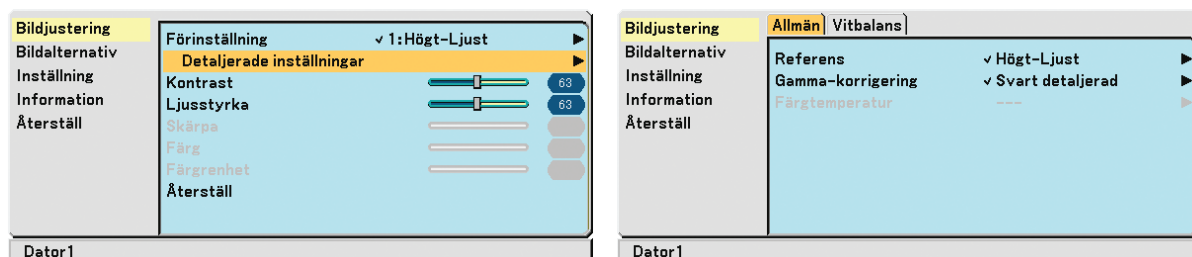 Bildjustering
Bildalternativ
Inställning
Information
Återställ
Förinställning ✓ 1:Högt-Ljust
Detaljerade inställningar
Kontrast 63
Ljusstyrka 63
Skärpa
Färg
Färgrenhet
Återställ
Dator1
Bildjustering
Bildalternativ
Inställning
Information
Återställ
Allmän Vitbalans
Referens ✓ Högt-Ljust
Gamma-korrigering ✓ Svart detaljerad
Färgtemperatur ---
Dator1